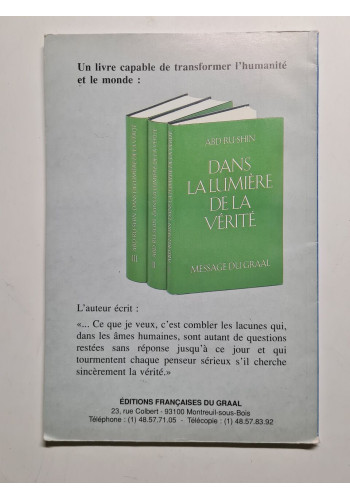 Un livre capable de transformer l'humanité
et le monde :
ABD RU-SHIN
DANS
LA LUMIÈRE
DE LA
VÉRITÉ
MESSAGE DU GRAAL
III
L'auteur écrit :
«... Ce que je veux, c'est combler les lacunes qui,
dans les âmes humaines, sont autant de questions
restées sans réponse jusqu'à ce jour et qui
tourmentent chaque penseur sérieux s'il cherche
sincèrement la vérité.»
ÉDITIONS FRANÇAISES DU GRAAL
23, rue Colbert - 93100 Montreuil-sous-Bois
Téléphone : (1) 48.57.71.05 - Télécopie : (1) 48.57.83.92